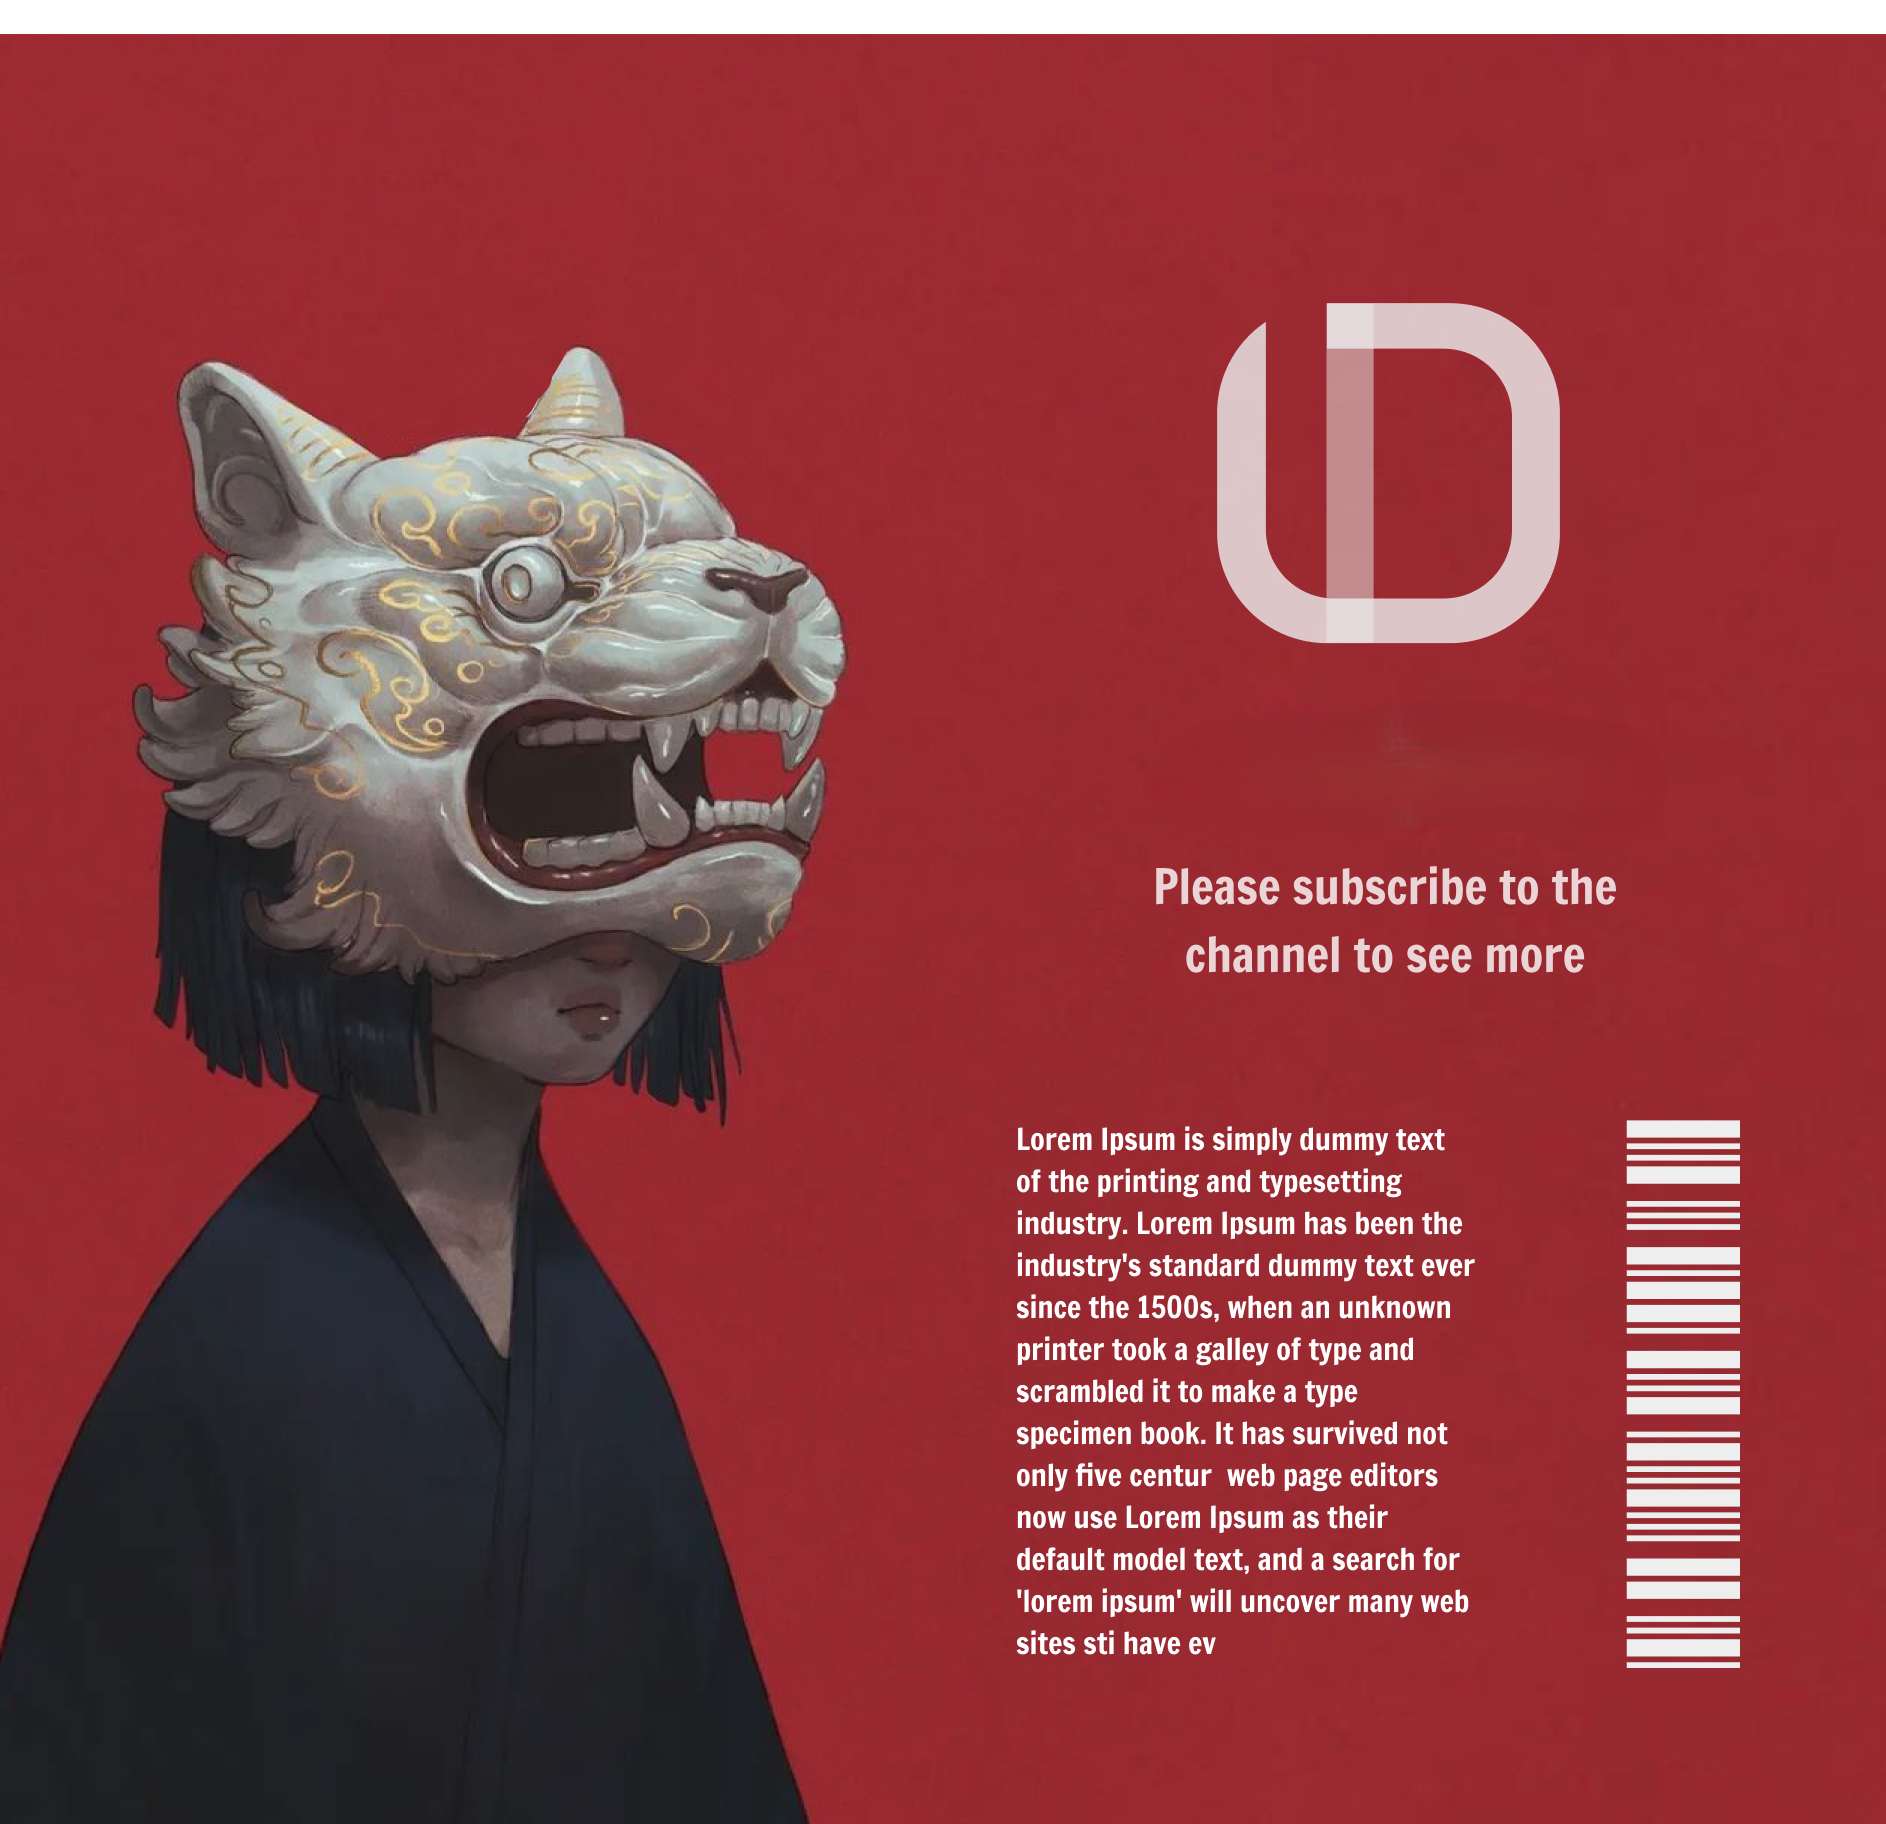 Please subscribe to the
channel to see more
Lorem Ipsum is simply dummy text
of the printing and typesetting
industry. Lorem Ipsum has been the
industry's standard dummy text ever
since the 1500s, when an unknown
printer took a galley of type and
scrambled it to make a type
specimen book. It has survived not
only five centur  web page editors
now use Lorem Ipsum as their
default model text, and a search for
'lorem ipsum' will uncover many web
sites sti have ev